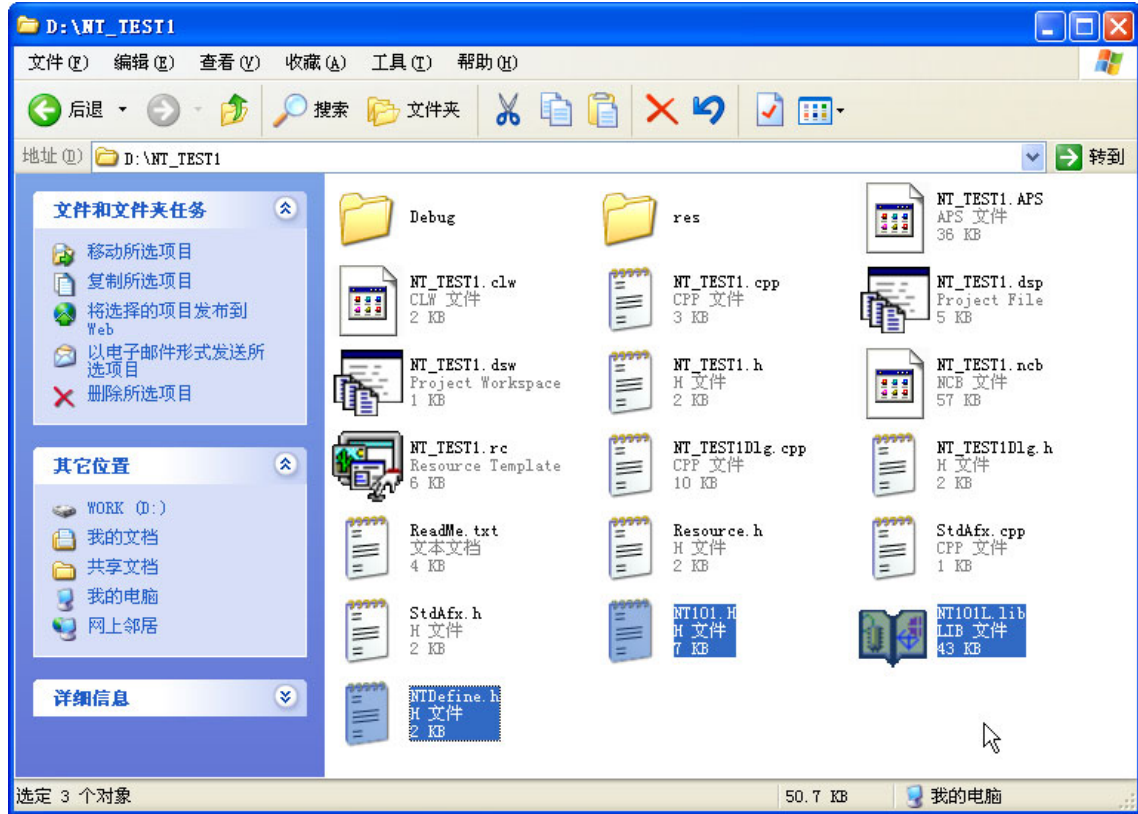 D:\NT_TEST1
文件(F) 编辑(E) 查看(V) 收藏(A) 工具(T) 帮助(H)
后退 搜索 文件夹
地址(D) D:\NT_TEST1 转到
文件和文件夹任务
移动所选项目
复制所选项目
将选择的项目发布到
Web
以电子邮件形式发送所
选项目
删除所选项目
其它位置
WORK (D:)
我的文档
共享文档
我的电脑
网上邻居
详细信息
Debug
res
NT_TEST1.APS
APS 文件
36 KB
NT_TEST1.clw
CLW 文件
2 KB
NT_TEST1.cpp
CPP 文件
3 KB
NT_TEST1.dsp
Project File
5 KB
NT_TEST1.dsw
Project Workspace
1 KB
NT_TEST1.h
H 文件
2 KB
NT_TEST1.ncb
NCB 文件
57 KB
NT_TEST1.rc
Resource Template
6 KB
NT_TEST1Dlg.cpp
CPP 文件
10 KB
NT_TEST1Dlg.h
H 文件
2 KB
ReadMe.txt
文本文档
4 KB
Resource.h
H 文件
2 KB
StdAfx.cpp
CPP 文件
1 KB
StdAfx.h
H 文件
2 KB
NT101.H
H 文件
7 KB
NT101L.lib
LIB 文件
43 KB
NTDefine.h
H 文件
2 KB
选定 3 个对象 50.7 KB 我的电脑